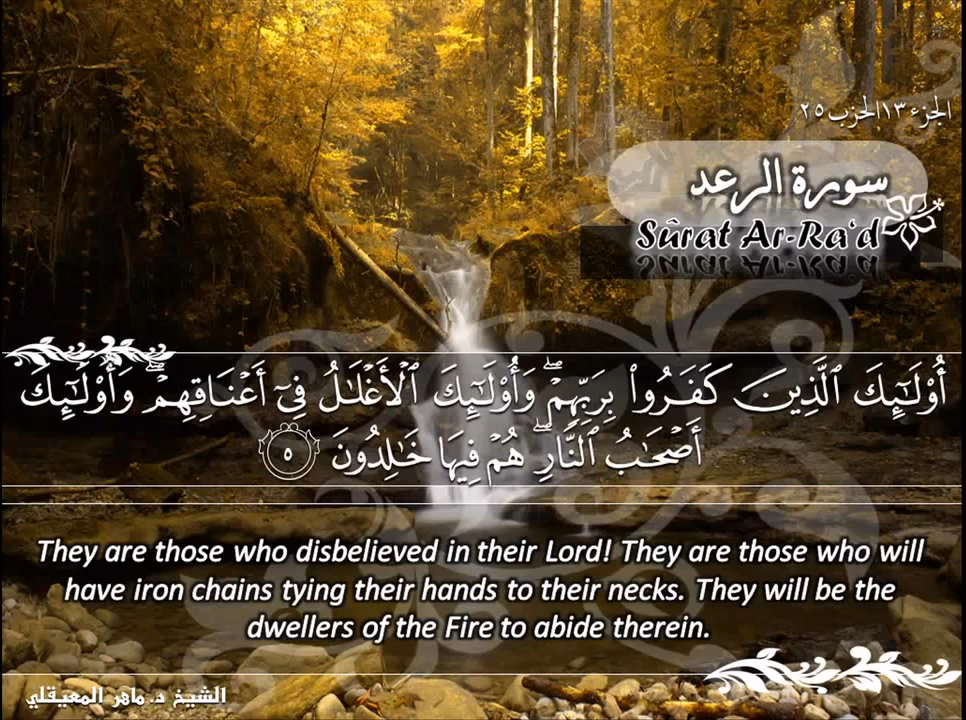 الجزء ١٣ الحزب ٢٥
سورة الرعد
Sûrat Ar-Ra'd
أُوْلَـٰٓئِكَ ٱلَّذِينَ كَفَرُوا۟ بِرَبِّهِمْ ۖ وَأُوْلَـٰٓئِكَ ٱلْأَغْلَـٰلُ فِىٓ أَعْنَاقِهِمْ ۖ وَأُوْلَـٰٓئِكَ
أَصْحَـٰبُ ٱلنَّارِ ۖ هُمْ فِيهَا خَـٰلِدُونَ ٥
They are those who disbelieved in their Lord! They are those who will
have iron chains tying their hands to their necks. They will be the
dwellers of the Fire to abide therein.
الشيخ د. ماهر المعيقلي